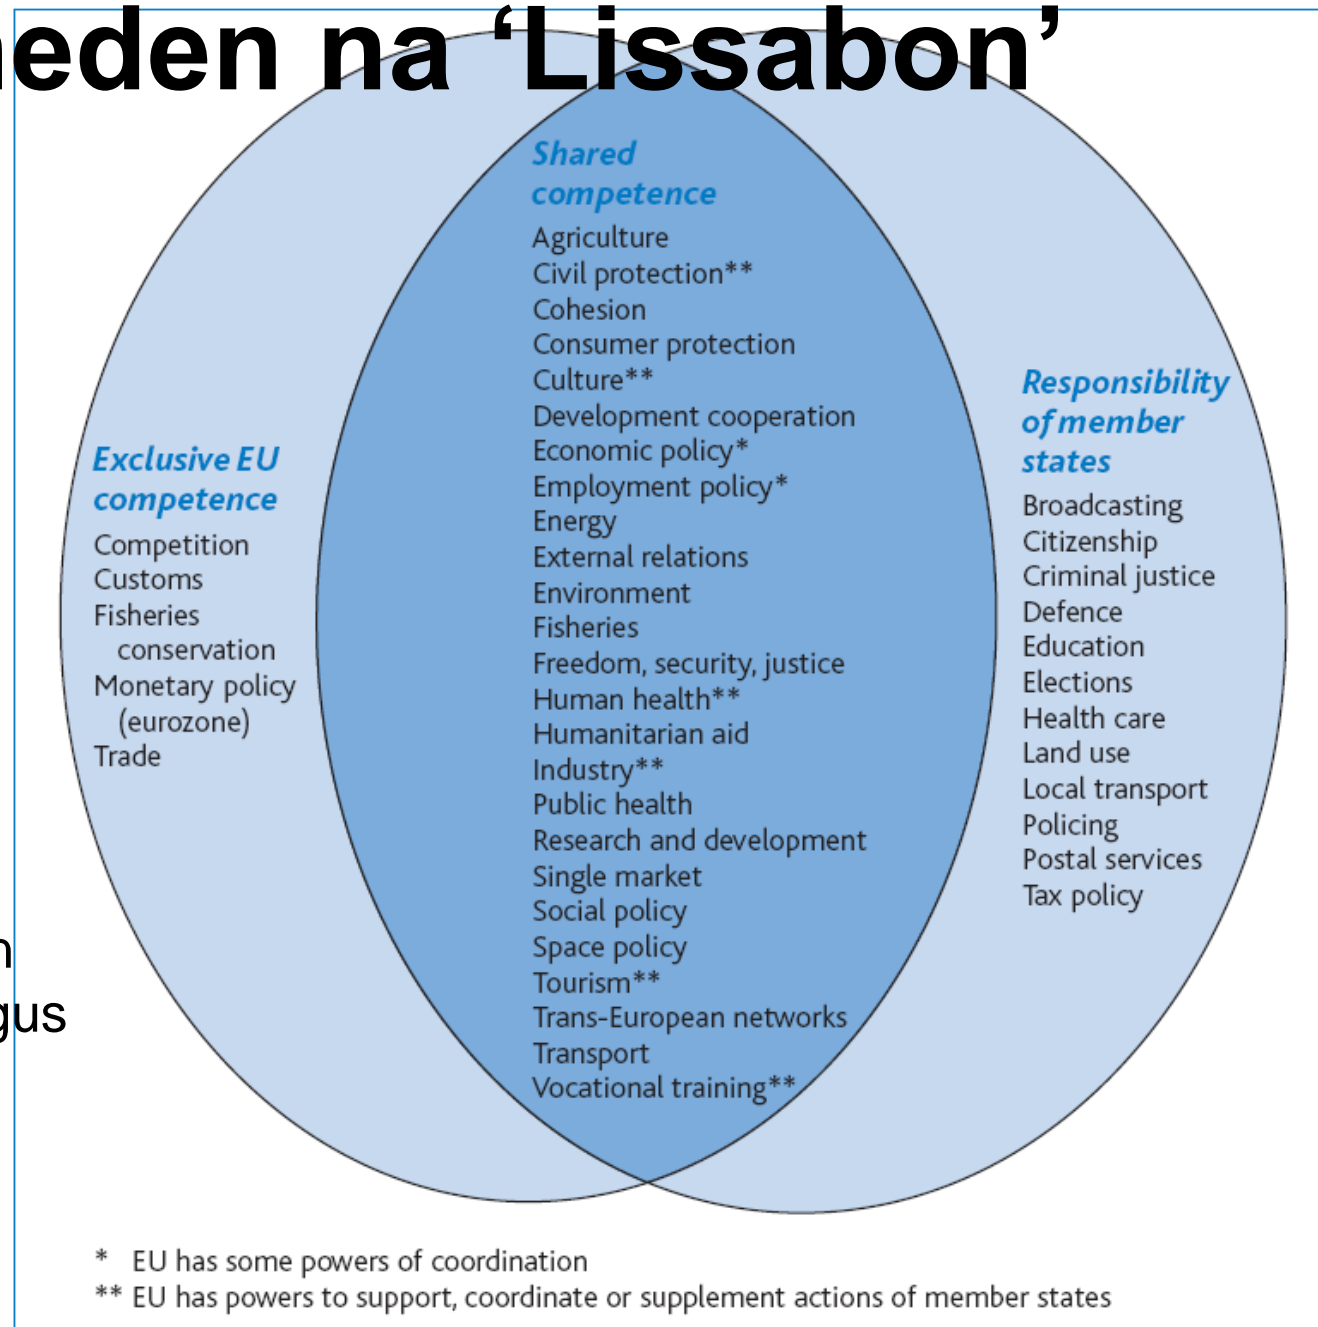 heden na ‘Lissabon’
Shared
competence
Agriculture
Civil protection**
Cohesion
Consumer protection
Culture**
Development cooperation
Economic policy*
Employment policy*
Energy
External relations
Environment
Fisheries
Freedom, security, justice
Human health**
Humanitarian aid
Industry**
Public health
Research and development
Single market
Social policy
Space policy
Tourism**
Trans-European networks
Transport
Vocational training**
Exclusive EU
competence
Competition
Customs
Fisheries
conservation
Monetary policy
(eurozone)
Trade
Responsibility
of member
states
Broadcasting
Citizenship
Criminal justice
Defence
Education
Elections
Health care
Land use
Local transport
Policing
Postal services
Tax policy
n
gus
* EU has some powers of coordination
** EU has powers to support, coordinate or supplement actions of member states